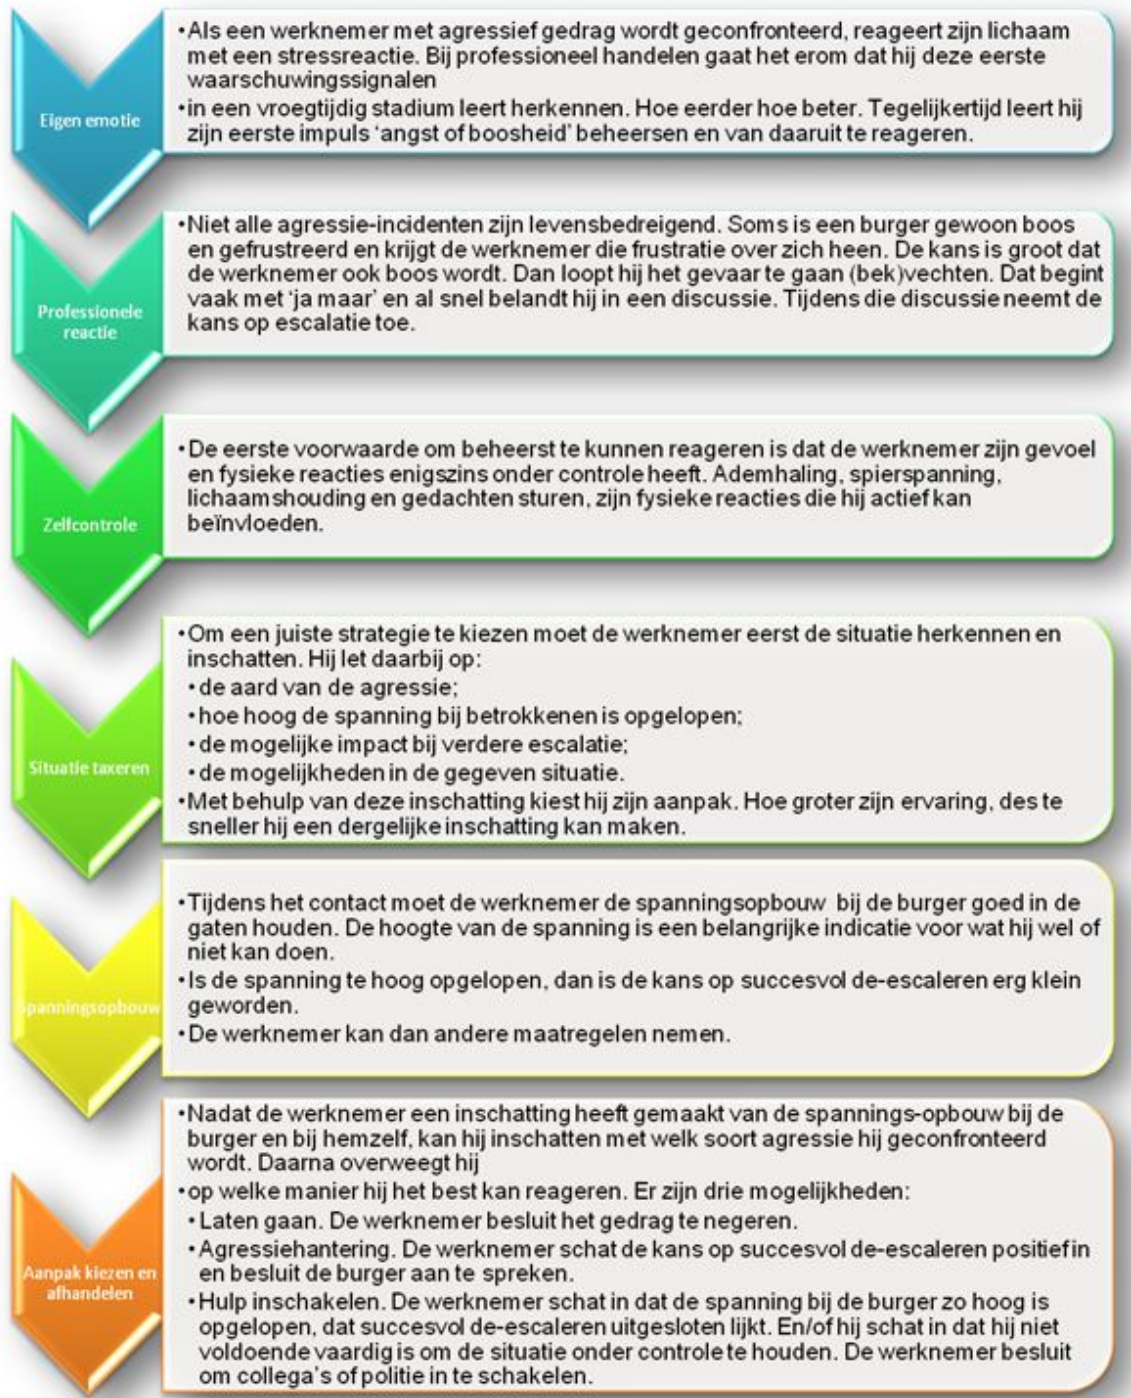 Eigen emotie
•Als een werknemer met agressief gedrag wordt geconfronteerd, reageert zijn lichaam
met een stressreactie. Bij professioneel handelen gaat het erom dat hij deze eerste
waarschuwingssignalen
•in een vroegtijdig stadium leert herkennen. Hoe eerder hoe beter. Tegelijkertijd leert hij
zijn eerste impuls ‘angst of boosheid’ beheersen en van daaruit te reageren.
Professionele
reactie
•Niet alle agressie-incidenten zijn levensbedreigend. Soms is een burger gewoon boos
en gefrustreerd en krijgt de werknemer die frustratie over zich heen. De kans is groot dat
de werknemer ook boos wordt. Dan loopt hij het gevaar te gaan (bek)vechten. Dat begint
vaak met ‘ja maar’ en al snel belandt hij in een discussie. Tijdens die discussie neemt de
kans op escalatie toe.
Zelfcontrole
•De eerste voorwaarde om beheerst te kunnen reageren is dat de werknemer zijn gevoel
en fysieke reacties enigszins onder controle heeft. Ademhaling, spierspanning,
lichaamshouding en gedachten sturen, zijn fysieke reacties die hij actief kan
beïnvloeden.
Situatie taxeren
•Om een juiste strategie te kiezen moet de werknemer eerst de situatie herkennen en
inschatten. Hij let daarbij op:
•de aard van de agressie;
•hoe hoog de spanning bij betrokkenen is opgelopen;
•de mogelijke impact bij verdere escalatie;
•de mogelijkheden in de gegeven situatie.
•Met behulp van deze inschatting kiest hij zijn aanpak. Hoe groter zijn ervaring, des te
sneller hij een dergelijke inschatting kan maken.
Spanningsopbouw
•Tijdens het contact moet de werknemer de spanningsopbouw bij de burger goed in de
gaten houden. De hoogte van de spanning is een belangrijke indicatie voor wat hij wel of
niet kan doen.
•Is de spanning te hoog opgelopen, dan is de kans op succesvol de-escaleren erg klein
geworden.
•De werknemer kan dan andere maatregelen nemen.
Aanpak kiezen en
afhandelen
•Nadat de werknemer een inschatting heeft gemaakt van de spannings-opbouw bij de
burger en bij hemzelf, kan hij inschatten met welk soort agressie hij geconfronteerd
wordt. Daarna overweegt hij
•op welke manier hij het best kan reageren. Er zijn drie mogelijkheden:
•Laten gaan. De werknemer besluit het gedrag te negeren.
•Agressiehantering. De werknemer schat de kans op succesvol de-escaleren positief in
en besluit de burger aan te spreken.
•Hulp inschakelen. De werknemer schat in dat de spanning bij de burger zo hoog is
opgelopen, dat succesvol de-escaleren uitgesloten lijkt. En/of hij schat in dat hij niet
voldoende vaardig is om de situatie onder controle te houden. De werknemer besluit
om collega’s of politie in te schakelen.